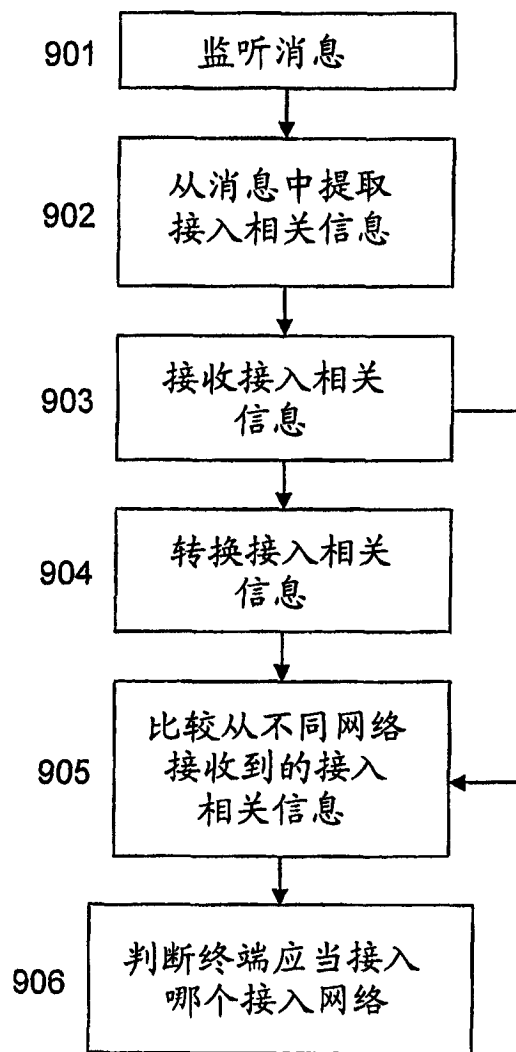 901
监听消息
902
从消息中提取
接入相关信息
903
接收接入相关
信息
904
转换接入相关
信息
905
比较从不同网络
接收到的接入
相关信息
906
判断终端应当接入
哪个接入网络